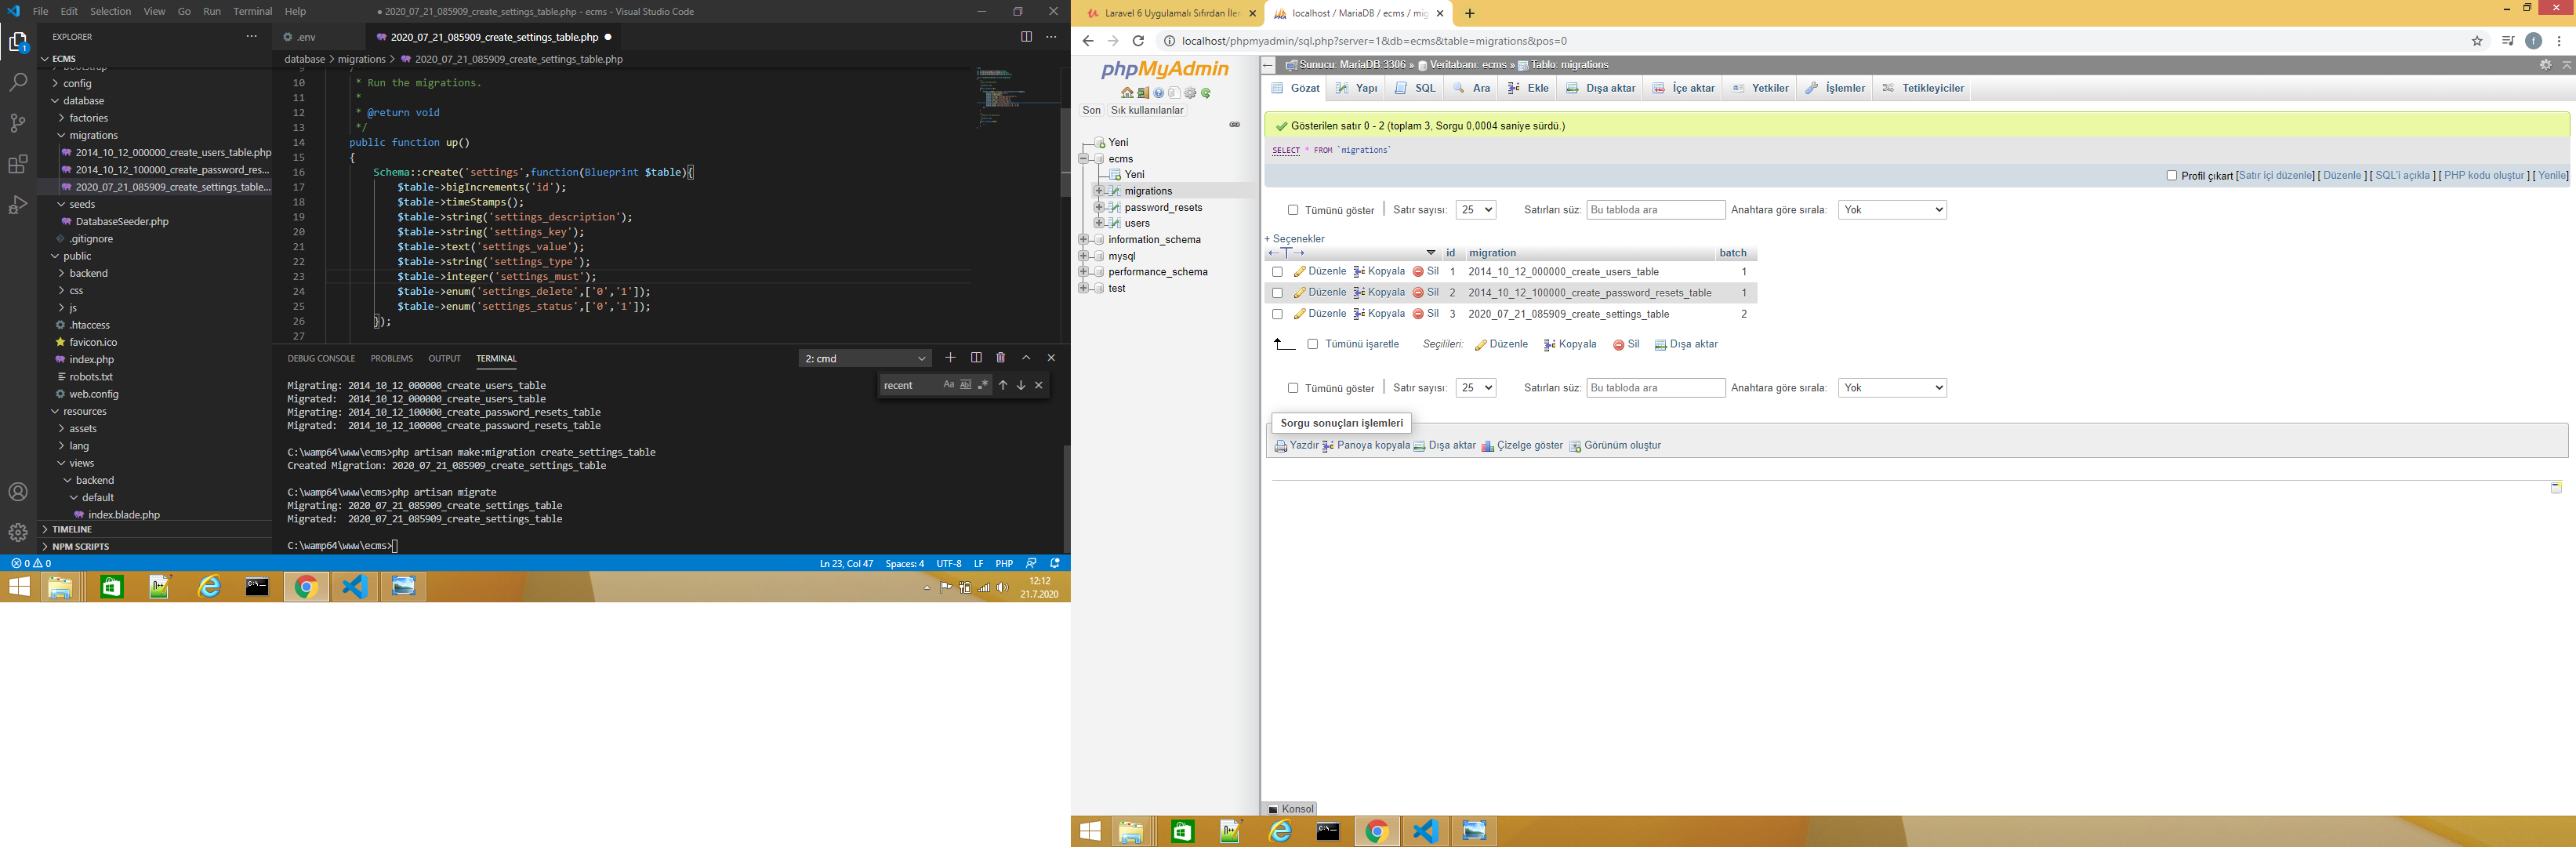 File Edit Selection View Go Run Terminal Help
● 2020_07_21_085909_create_settings_table.php - ecms - Visual Studio Code
EXPLORER ...
ECMS
config
database
factories
migrations
2014_10_12_000000_create_users_table.php
2014_10_12_100000_create_password_res...
2020_07_21_085909_create_settings_table...
seeds
DatabaseSeeder.php
.gitignore
public
backend
css
js
.htaccess
favicon.ico
index.php
robots.txt
web.config
resources
assets
lang
views
backend
default
index.blade.php
TIMELINE
NPM SCRIPTS
.env
2020_07_21_085909_create_settings_table.php ●
database > migrations > 2020_07_21_085909_create_settings_table.php
10 * Run the migrations.
11 *
12 * @return void
13 */
14 public function up()
15 {
16 Schema::create('settings',function(Blueprint $table){
17 $table->bigIncrements('id');
18 $table->timeStamps();
19 $table->string('settings_description');
20 $table->string('settings_key');
21 $table->text('settings_value');
22 $table->string('settings_type');
23 $table->integer('settings_must');
24 $table->enum('settings_delete',['0','1']);
25 $table->enum('settings_status',['0','1']);
26 });
27
DEBUG CONSOLE PROBLEMS OUTPUT TERMINAL
2: cmd
recent Aa Abl .*
Migrating: 2014_10_12_000000_create_users_table
Migrated: 2014_10_12_000000_create_users_table
Migrating: 2014_10_12_100000_create_password_resets_table
Migrated: 2014_10_12_100000_create_password_resets_table
C:\wamp64\www\ecms>php artisan make:migration create_settings_table
Created Migration: 2020_07_21_085909_create_settings_table
C:\wamp64\www\ecms>php artisan migrate
Migrating: 2020_07_21_085909_create_settings_table
Migrated: 2020_07_21_085909_create_settings_table
C:\wamp64\www\ecms>
0 0
Ln 23, Col 47 Spaces: 4 UTF-8 LF PHP
12:12
21.7.2020
Laravel 6 Uygulamalı Sıfırdan İler
localhost / MariaDB / ecms / mig
localhost/phpmyadmin/sql.php?server=1&db=ecms&table=migrations&pos=0
f
phpMyAdmin
Son Sık kullanılanlar
Yeni
ecms
Yeni
migrations
password_resets
users
information_schema
mysql
performance_schema
test
Sunucu: MariaDB:3306 » Veritabanı: ecms » Tablo: migrations
Gözat Yapı SQL Ara Ekle Dışa aktar İçe aktar Yetkiler İşlemler Tetikleyiciler
Gösterilen satır 0 - 2 (toplam 3, Sorgu 0,0004 saniye sürdü.)
SELECT * FROM `migrations`
Profil çıkart [Satır içi düzenle] [ Düzenle ] [ SQL'i açıkla ] [ PHP kodu oluştur ] [ Yenile]
Tümünü göster Satır sayısı: 25 Satırları süz: Bu tabloda ara Anahtara göre sırala: Yok
+ Seçenekler
←T→ id migration batch
Düzenle Kopyala Sil 1 2014_10_12_000000_create_users_table 1
Düzenle Kopyala Sil 2 2014_10_12_100000_create_password_resets_table 1
Düzenle Kopyala Sil 3 2020_07_21_085909_create_settings_table 2
Tümünü işaretle Seçilileri: Düzenle Kopyala Sil Dışa aktar
Tümünü göster Satır sayısı: 25 Satırları süz: Bu tabloda ara Anahtara göre sırala: Yok
Sorgu sonuçları işlemleri
Yazdır Panoya kopyala Dışa aktar Çizelge göster Görünüm oluştur
Konsol